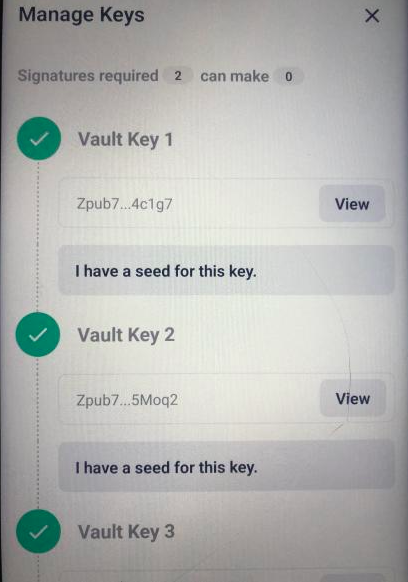 Manage Keys
Signatures required 2 can make 0
Vault Key 1
Zpub7...4c1g7 View
I have a seed for this key.
Vault Key 2
Zpub7...5Moq2 View
I have a seed for this key.
Vault Key 3